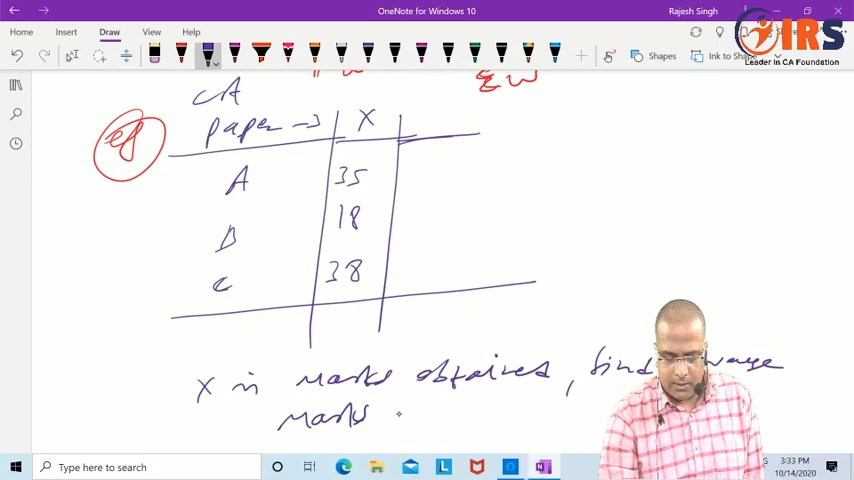 OneNote for Windows 10
Rajesh Singh
Home Insert Draw View Help
Shapes Ink to Shape
IRS
Leader In CA Foundation
Σw
CA
paper → X
eg
A 35
B 18
C 38
X is marks obtained, find
marks
Type here to search
3:33 PM
10/14/2020